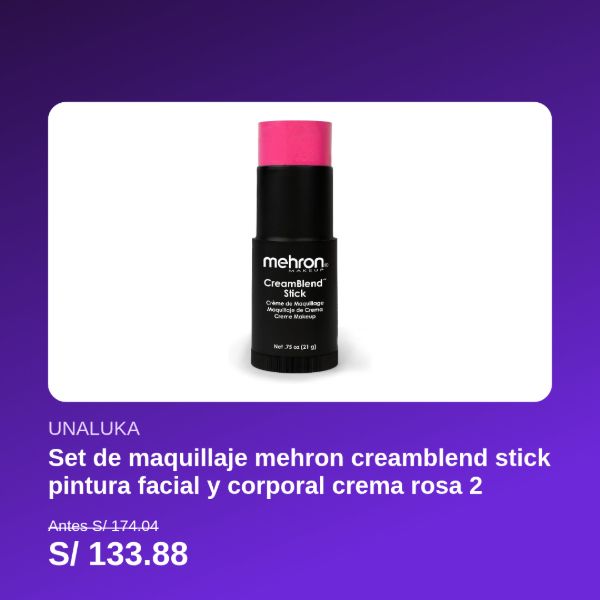 mehron®
MAKEUP
CreamBlend™
Stick
Crème de Maquillage
Maquillaje de Crema
Creme Makeup
Net .75 oz (21 g)
UNALUKA
Set de maquillaje mehron creamblend stick
pintura facial y corporal crema rosa 2
Antes S/ 174.04
S/ 133.88